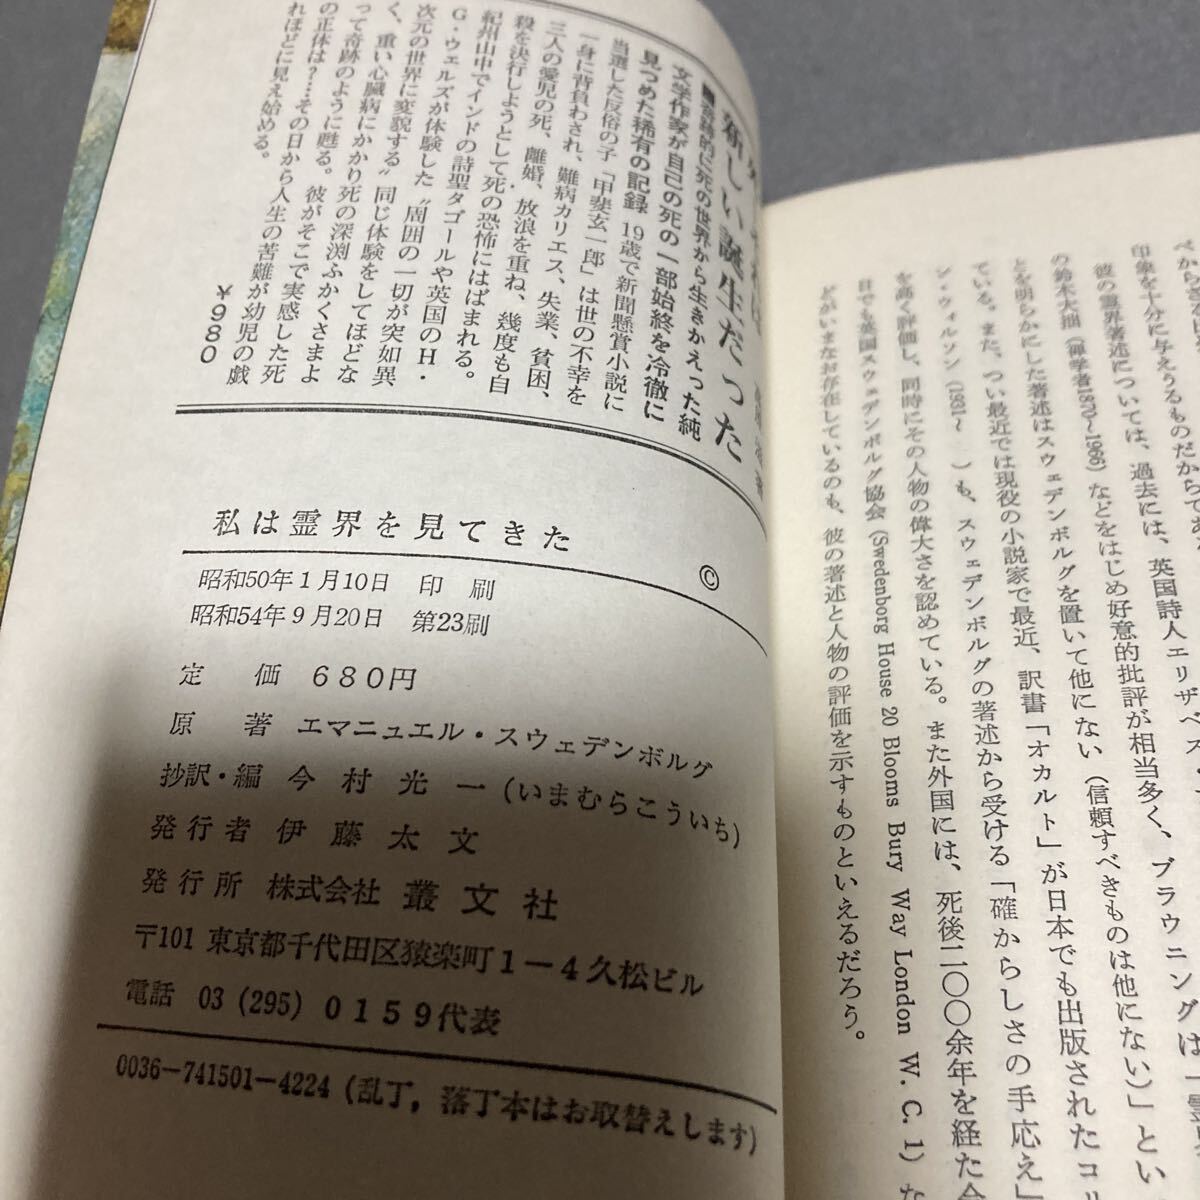 べからざる
印象を十分に与えうるものだからであ
彼の霊界著述については、過去には、英国詩人エリザベス・
の鈴木大拙（禅学者1870～1966）などをはじめ好意的批評が相当多く、ブラウニングは「霊界
とを明らかにした著述はスウェデンボルグを置いて他にない（信頼すべきものは他にない）」とい
ている。また、つい最近では現役の小説家で最近、訳書「オカルト」が日本でも出版されたコリ
ン・ウィルソン（1931～　）も、スウェデンボルグの著述から受ける「確からしさの手応え」
を高く評価し、同時にその人物の偉大さを認めている。また外国には、死後二〇〇余年を経た今
日でも英国スウェデンボルグ協会（Swedenborg House 20 Blooms Bury Way London W. C. 1）な
どがいまなお存在しているのも、彼の著述と人物の評価を示すものといえるだろう。
新しい誕生だった
■奇跡的に死の世界から生きかえった純
文学作家が自己の死の一部始終を冷徹に
見つめた稀有の記録　19歳で新聞懸賞小説に
当選した反俗の子「甲斐玄一郎」は世の不幸を
一身に背負わされ、難病カリエス、失業、貧困、
三人の愛児の死、離婚、放浪を重ね、幾度も自
殺を決行しようとして死の恐怖にはばまれる。
紀州山中でインドの詩聖タゴールや英国のH・
G・ウェルズが体験した〝周囲の一切が突如異
次元の世界に変貌する〟同じ体験をしてほどな
く、重い心臓病にかかり死の深渕ふかくさまよ
って奇跡のように甦る。彼がそこで実感した死
の正体は？……その日から人生の苦難が幼児の戯
れほどに見え始める。
￥980
私は霊界を見てきた
©
昭和50年1月10日　印　刷
昭和54年9月20日　第23刷
定　価　680円
原　著　エマニュエル・スウェデンボルグ
抄訳・編　今　村　光　一（いまむらこういち）
発行者　伊　藤　太　文
発行所　株式会社　叢　文　社
〒101　東京都千代田区猿楽町1－4久松ビル
電話　03（295）0159代表
0036－741501－4224（乱丁，落丁本はお取替えします）